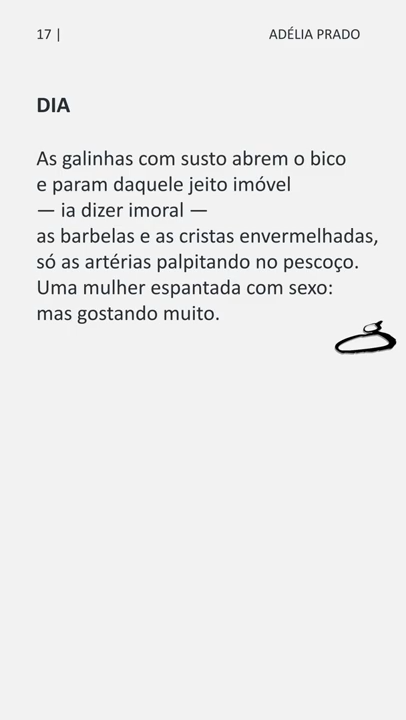 17 |
ADÉLIA PRADO
DIA
As galinhas com susto abrem o bico
e param daquele jeito imóvel
— ia dizer imoral —
as barbelas e as cristas envermelhadas,
só as artérias palpitando no pescoço.
Uma mulher espantada com sexo:
mas gostando muito.